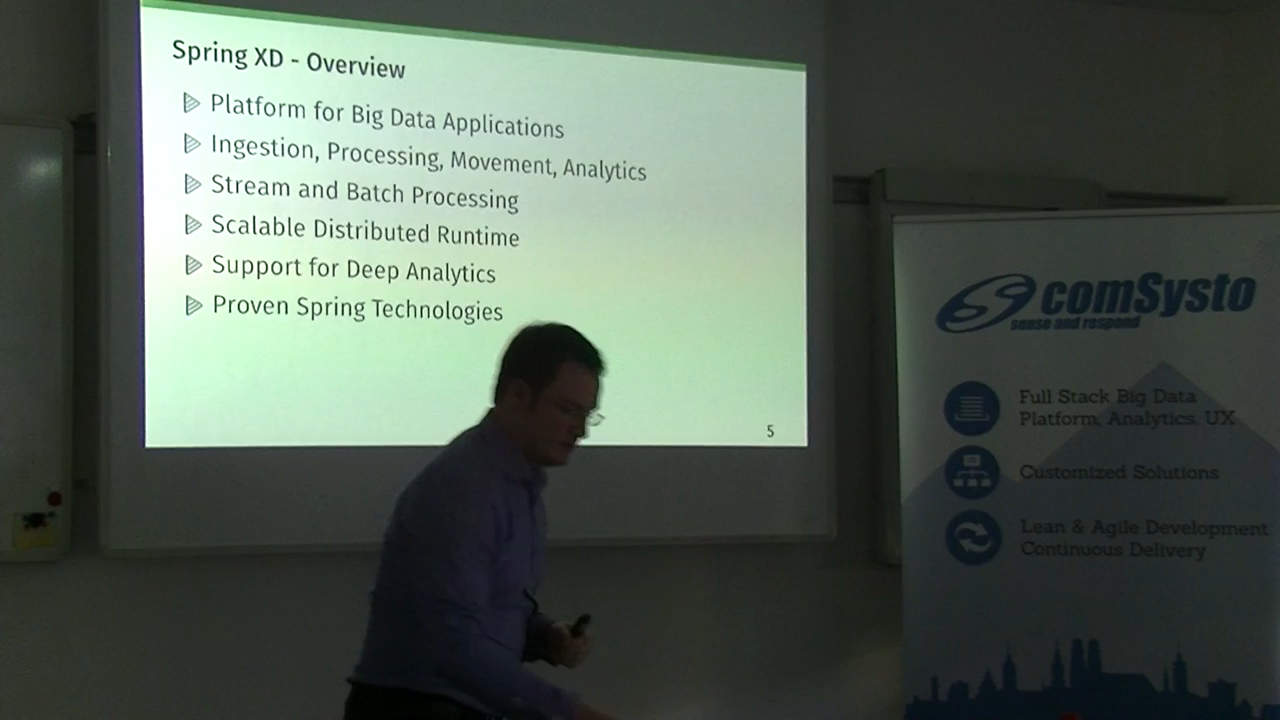 Spring XD - Overview
Platform for Big Data Applications
Ingestion, Processing, Movement, Analytics
Stream and Batch Processing
Scalable Distributed Runtime
Support for Deep Analytics
Proven Spring Technologies
5
comSysto
sense and respond
Full Stack Big Data
Platform, Analytics, UX
Customized Solutions
Lean & Agile Development
Continuous Delivery